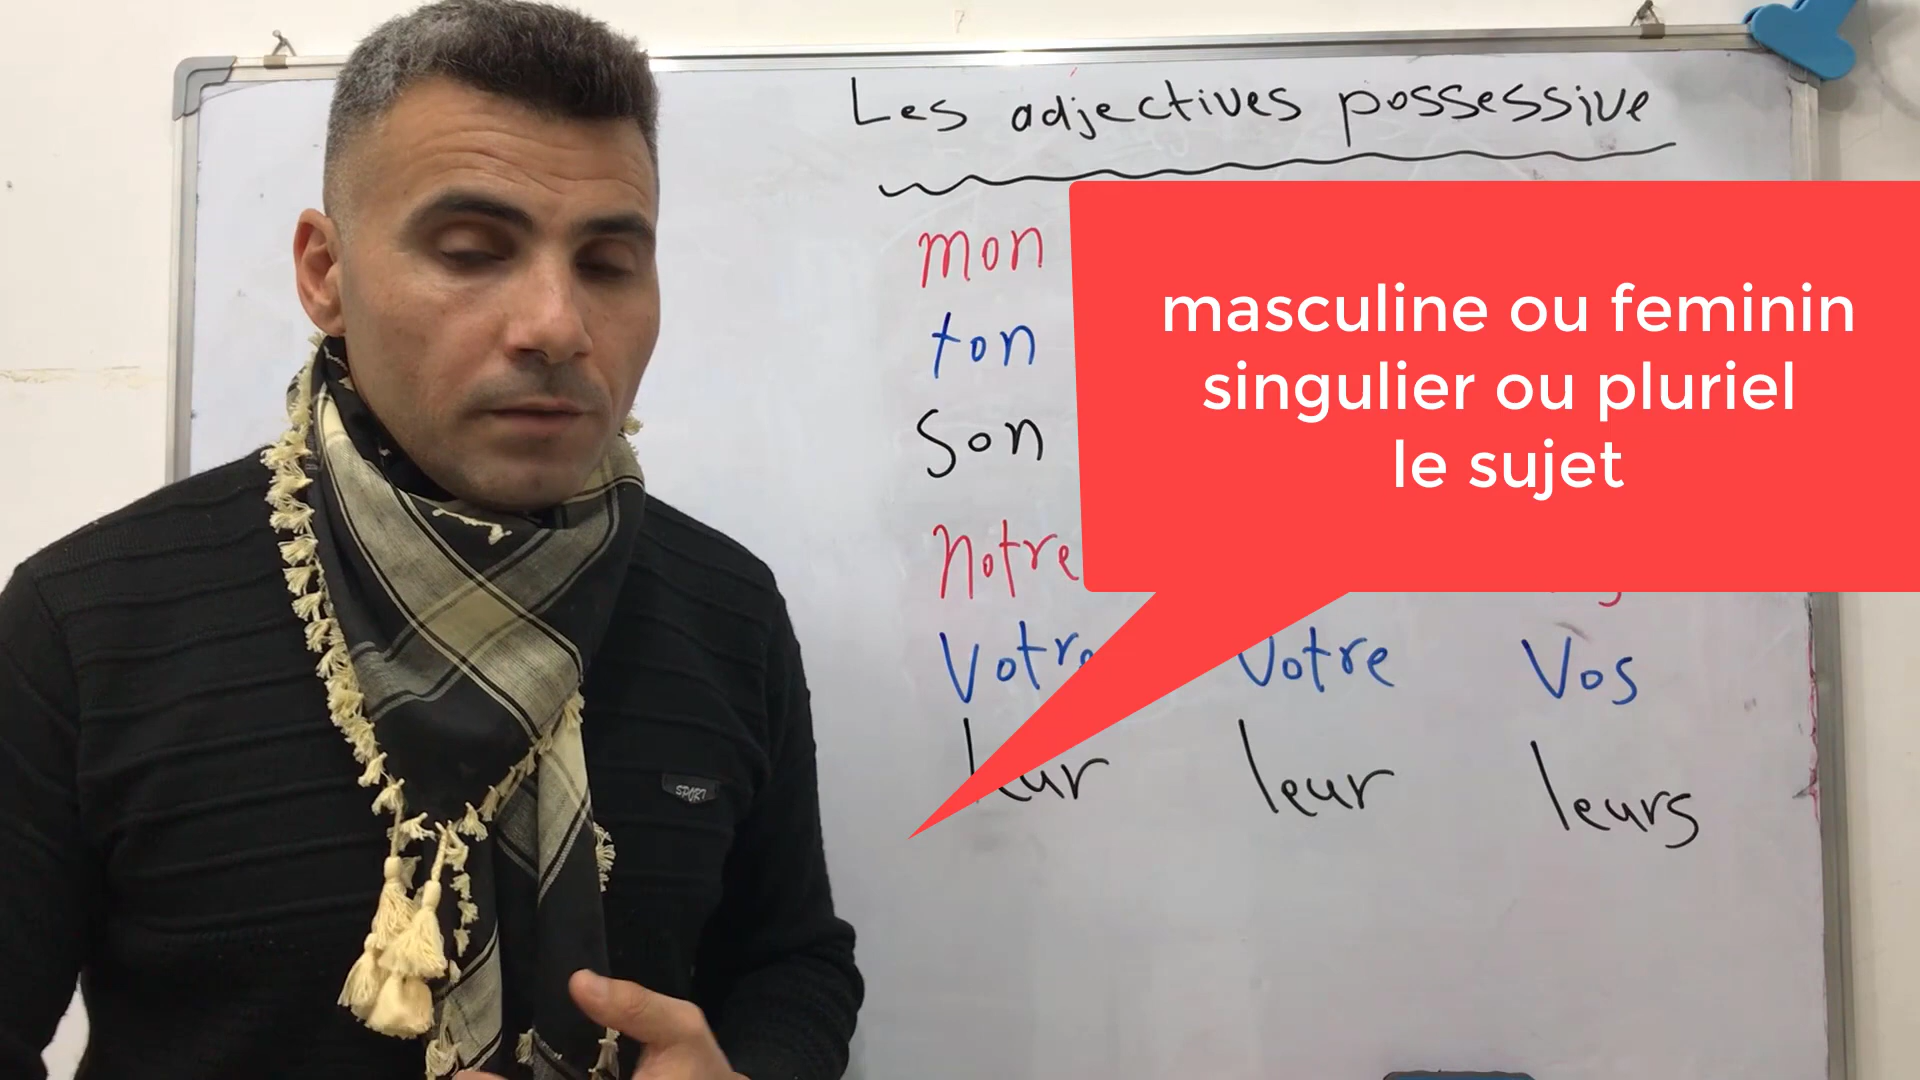 Les adjectives possessive
mon
ton
Son
masculine ou feminin
singulier ou pluriel
le sujet
Notre
Votre Votre Vos
leur leur leurs
SPORT